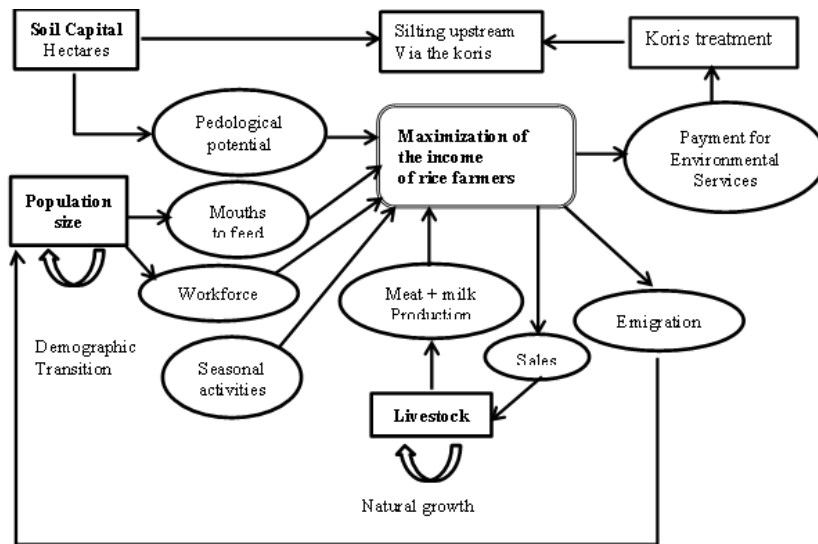 Soil Capital
Hectares
Silting upstream
Via the koris
Koris treatment
Pedological
potential
Maximization of
the income
of rice farmers
Payment for
Environmental
Services
Population
size
Mouths
to feed
Workforce
Meat + milk
Production
Emigration
Demographic
Transition
Seasonal
activities
Sales
Livestock
Natural growth